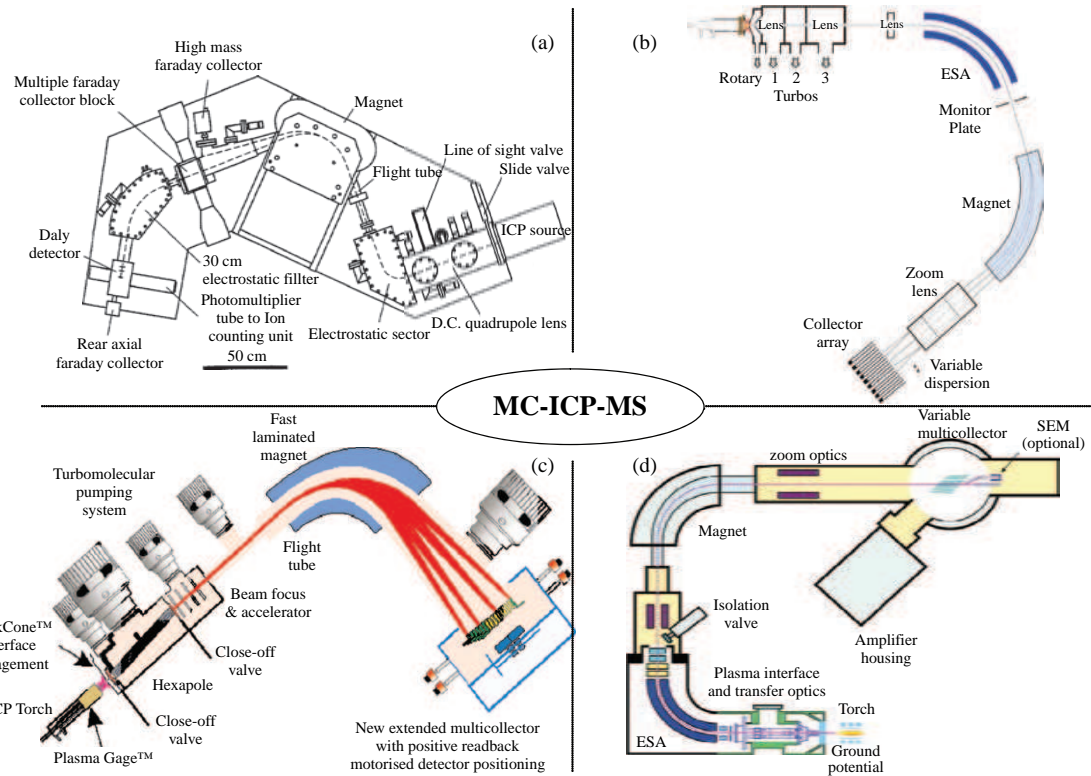 (a)
High mass
faraday collector
Multiple faraday
collector block
Magnet
Line of sight valve
Slide valve
Flight tube
ICP source
Daly
detector
30 cm
electrostatic fillter
Photomultiplier
tube to Ion
counting unit
Electrostatic sector
D.C. quadrupole lens
Rear axial
faraday collector
50 cm
(b)
Lens
Lens
Lens
Rotary
1
2
3
Turbos
ESA
Monitor
Plate
Magnet
Zoom
lens
Collector
array
Variable
dispersion
MC-ICP-MS
(c)
Fast
laminated
magnet
Turbomolecular
pumping
system
Flight
tube
Beam focus
& accelerator
Close-off
valve
Hexapole
Cone™
erface
ngement
CP Torch
Close-off
valve
Plasma Gage™
New extended multicollector
with positive readback
motorised detector positioning
(d)
Variable
multicollector
SEM
(optional)
zoom optics
Magnet
Isolation
valve
Amplifier
housing
Plasma interface
and transfer optics
Torch
ESA
Ground
potential